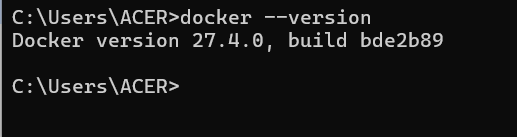 C:\Users\ACER>docker --version
Docker version 27.4.0, build bde2b89
C:\Users\ACER>